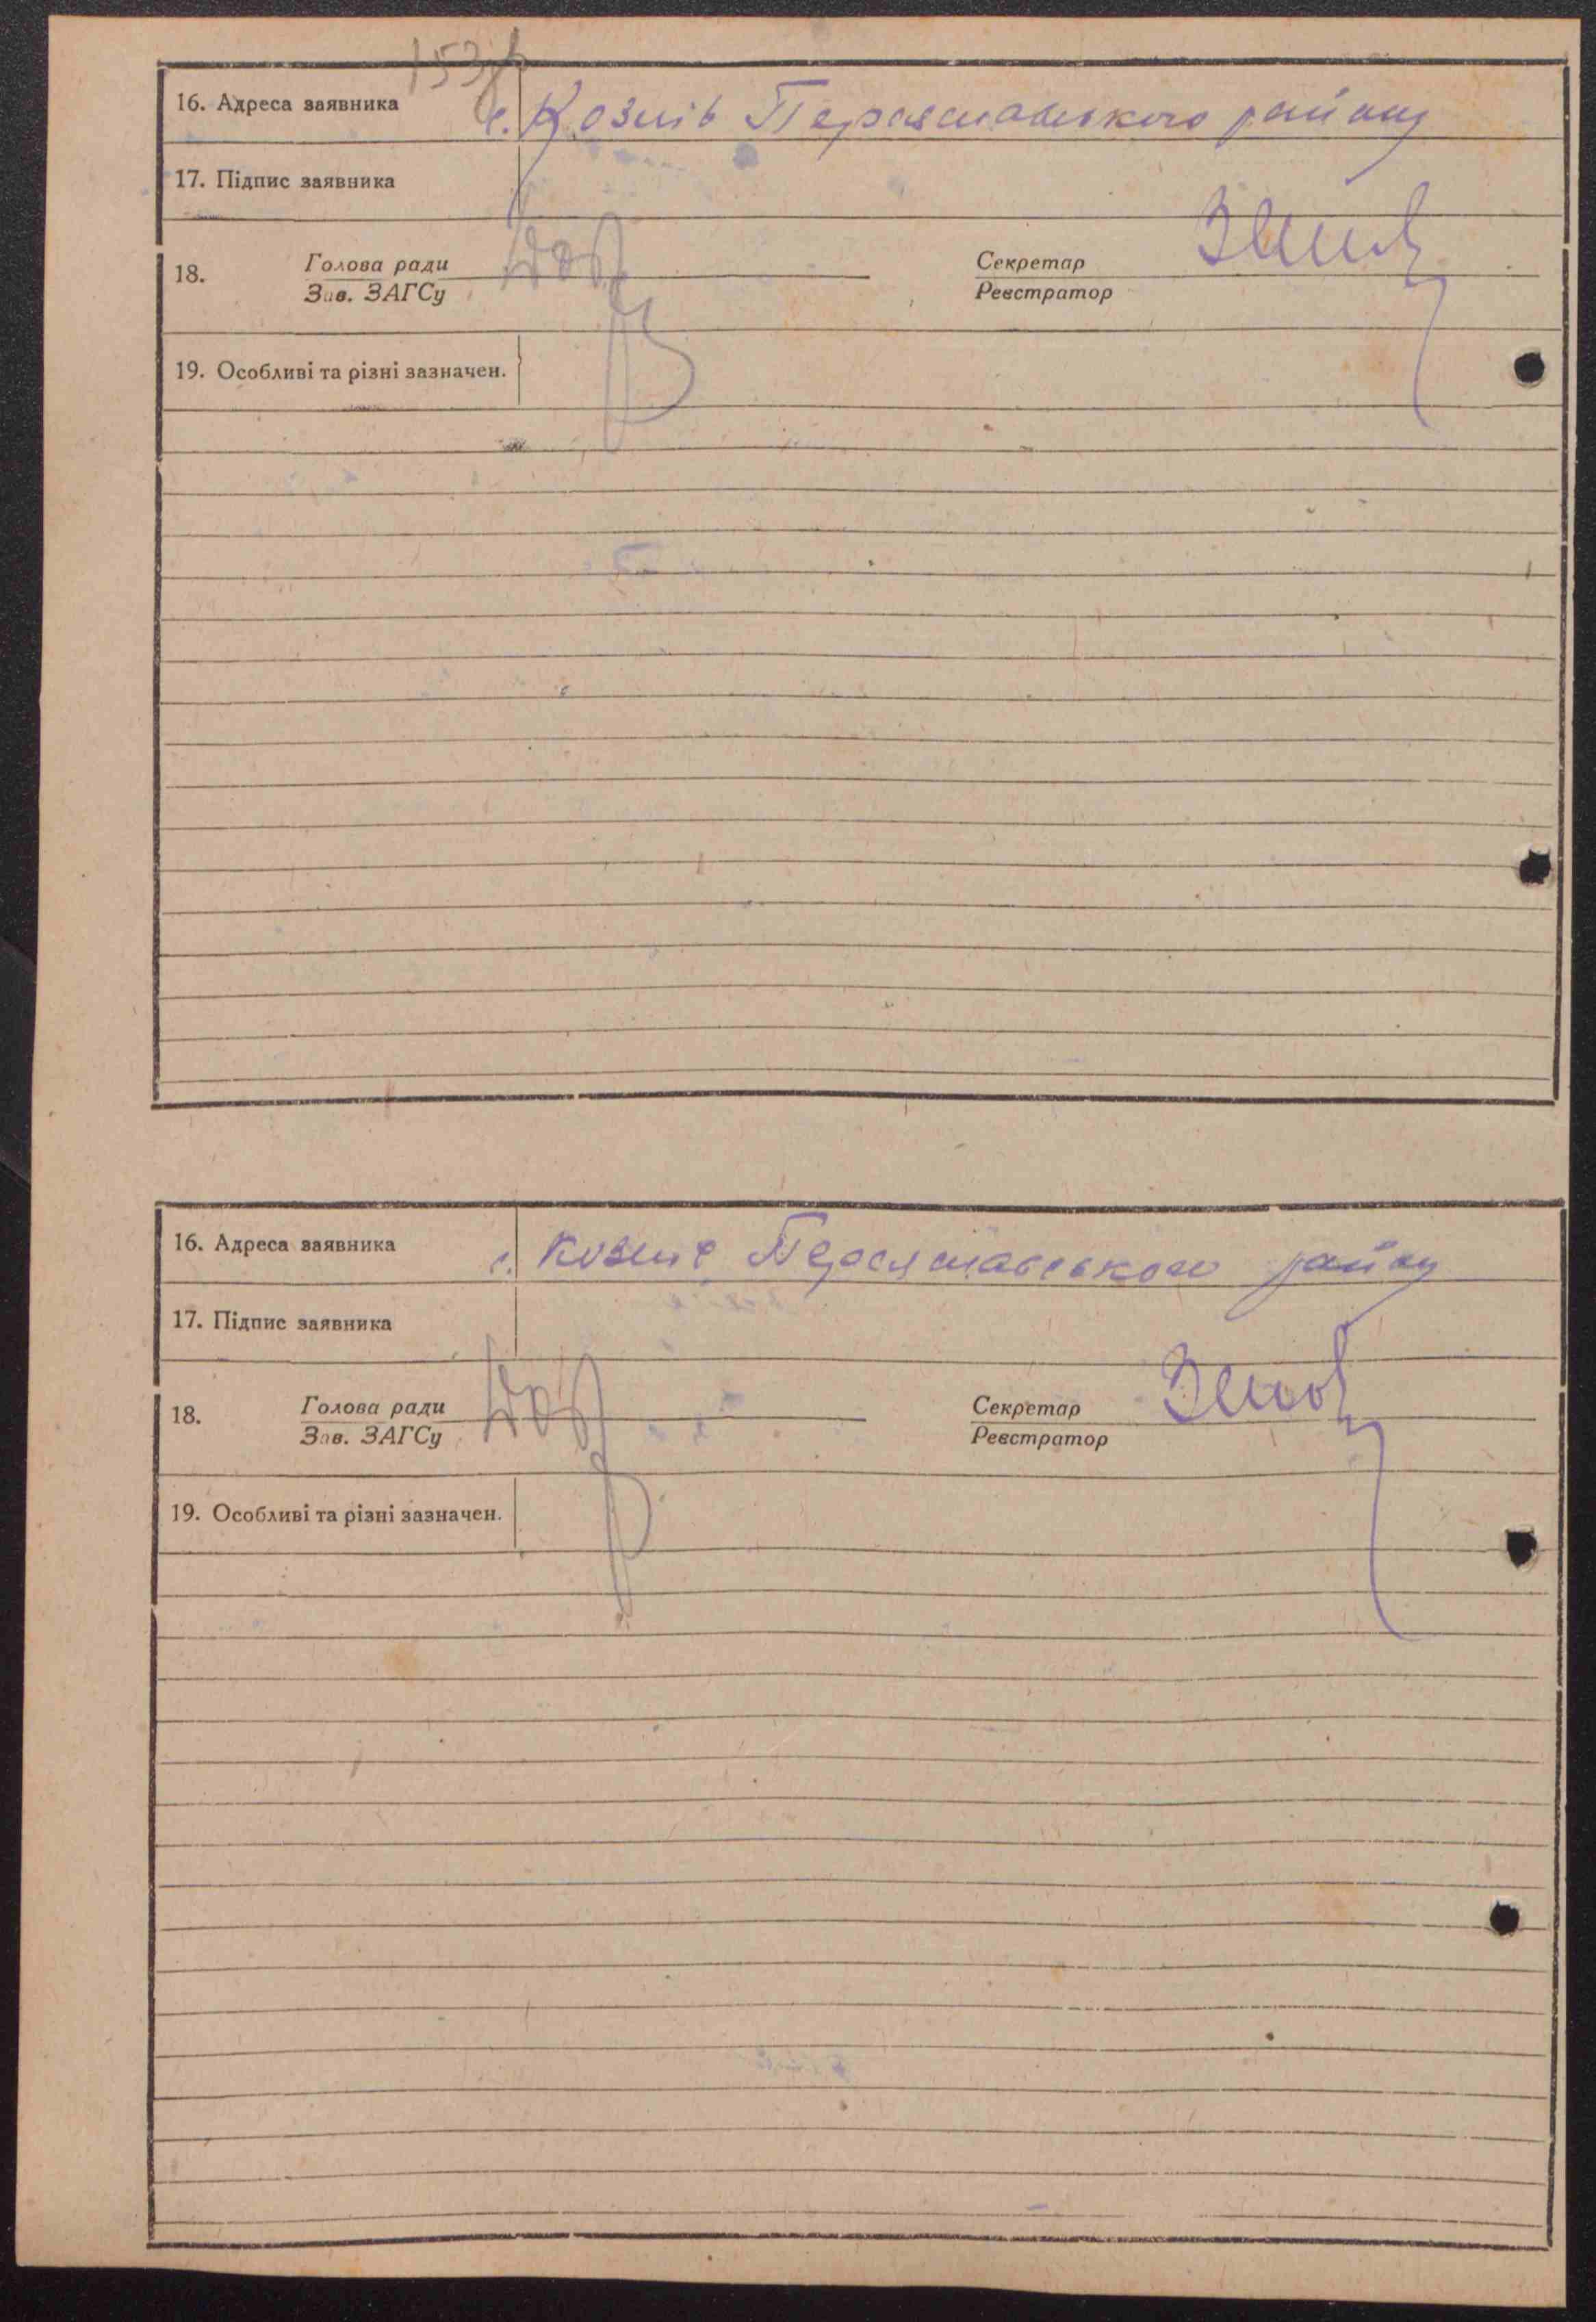 153
16. Адреса заявника с. Козлів Переяславського району
17. Підпис заявника
18. Голова ради Секретар
Зав. ЗАГСу Реєстратор
19. Особливі та різні зазначен.
16. Адреса заявника с. Козлів Переяславського району
17. Підпис заявника
18. Голова ради Секретар
Зав. ЗАГСу Реєстратор
19. Особливі та різні зазначен.